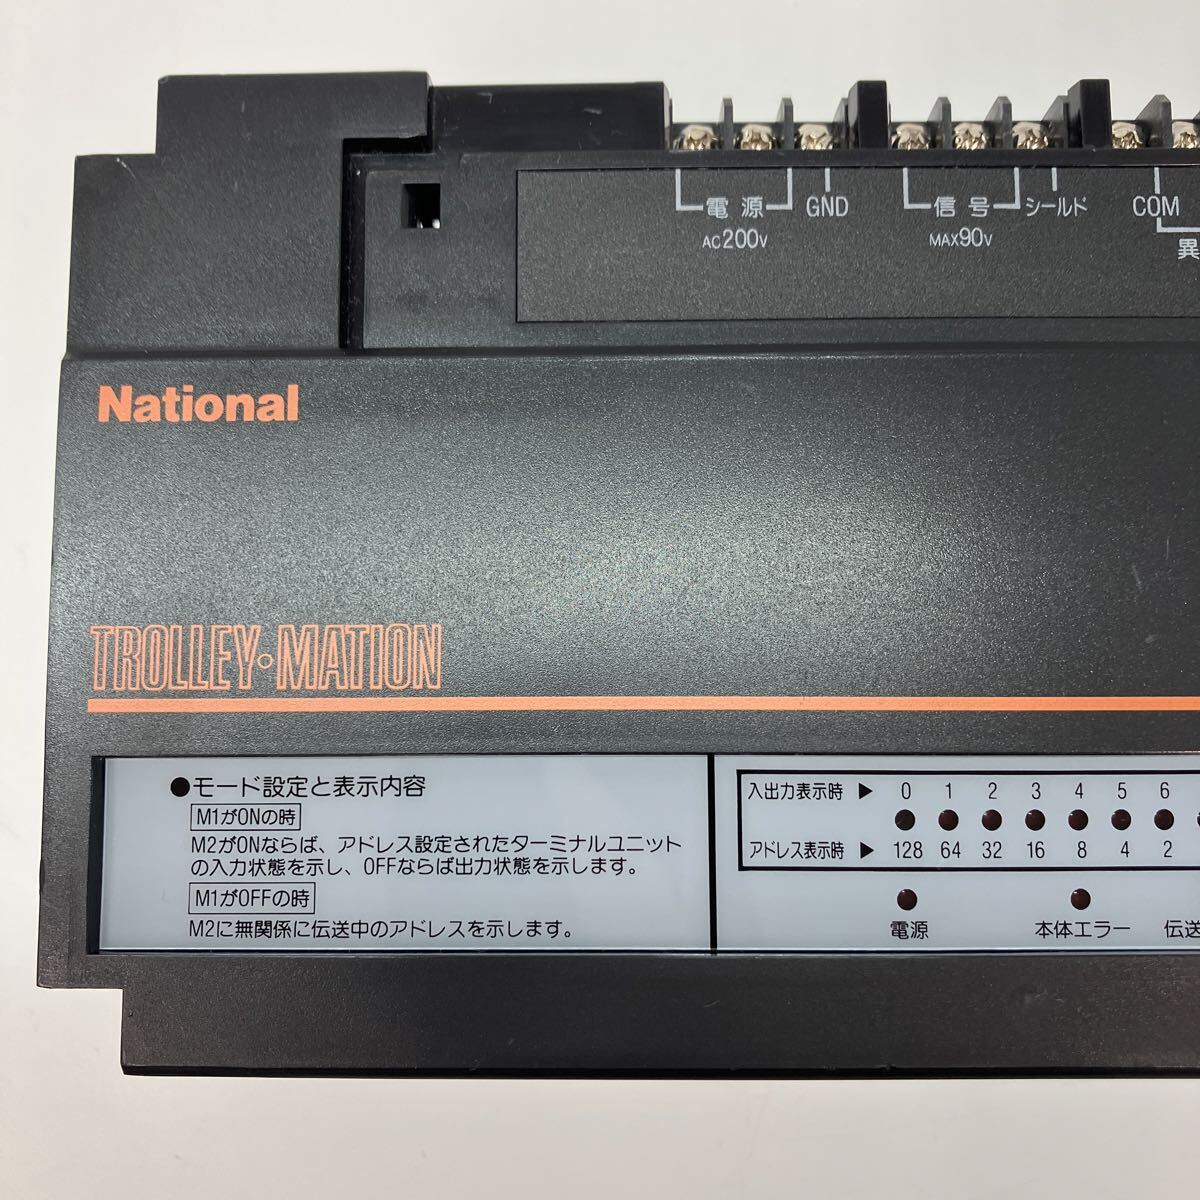 電源 GND 信号 シールド COM
AC200V MAX90V 異
National
TROLLEY・MATION
●モード設定と表示内容
M1がONの時
M2がONならば、アドレス設定されたターミナルユニット
の入力状態を示し、OFFならば出力状態を示します。
M1がOFFの時
M2に無関係に伝送中のアドレスを示します。
入出力表示時 ▶ 0 1 2 3 4 5 6
アドレス表示時 ▶ 128 64 32 16 8 4 2
電源 本体エラー 伝送